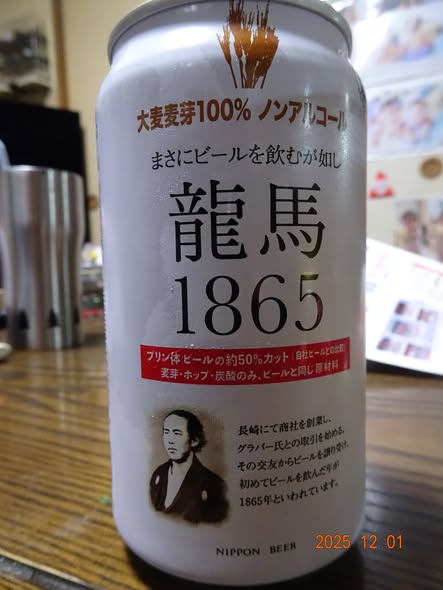 大麦麦芽100% ノンアルコール
まさにビールを飲むが如し
龍馬
1865
プリン体 ビールの約50%カット(自社ビールとの比較)
麦芽・ホップ・炭酸のみ、ビールと同じ原材料
長崎にて商社を創業し、
グラバー氏との取引を始める。
その交友からビールを譲り受け、
初めてビールを飲んだ年が
1865年といわれています。
NIPPON BEER
2025 12 01